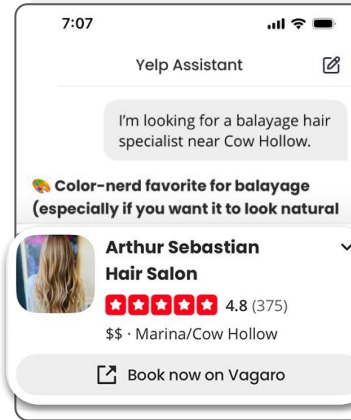 7:07
Yelp Assistant
I'm looking for a balayage hair
specialist near Cow Hollow.
🎨 Color-nerd favorite for balayage
(especially if you want it to look natural
Arthur Sebastian
Hair Salon
4.8 (375)
$$ · Marina/Cow Hollow
Book now on Vagaro